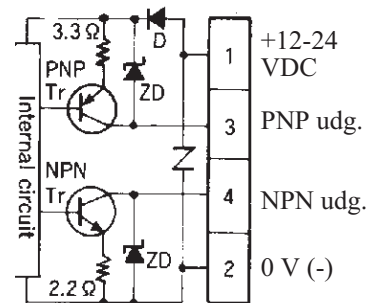 3.3 Ω
D
PNP
Tr
ZD
Internal circuit
NPN
Tr
ZD
2.2 Ω
1
+12-24
VDC
3
PNP udg.
4
NPN udg.
2
0 V (-)